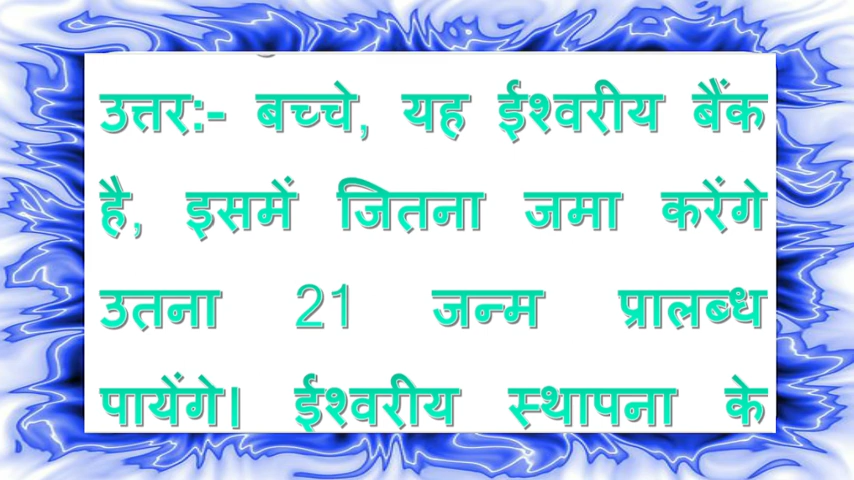 उत्तर:- बच्चे, यह ईश्वरीय बैंक
है, इसमें जितना जमा करेंगे
उतना 21 जन्म प्रालब्ध
पायेंगे। ईश्वरीय स्थापना के